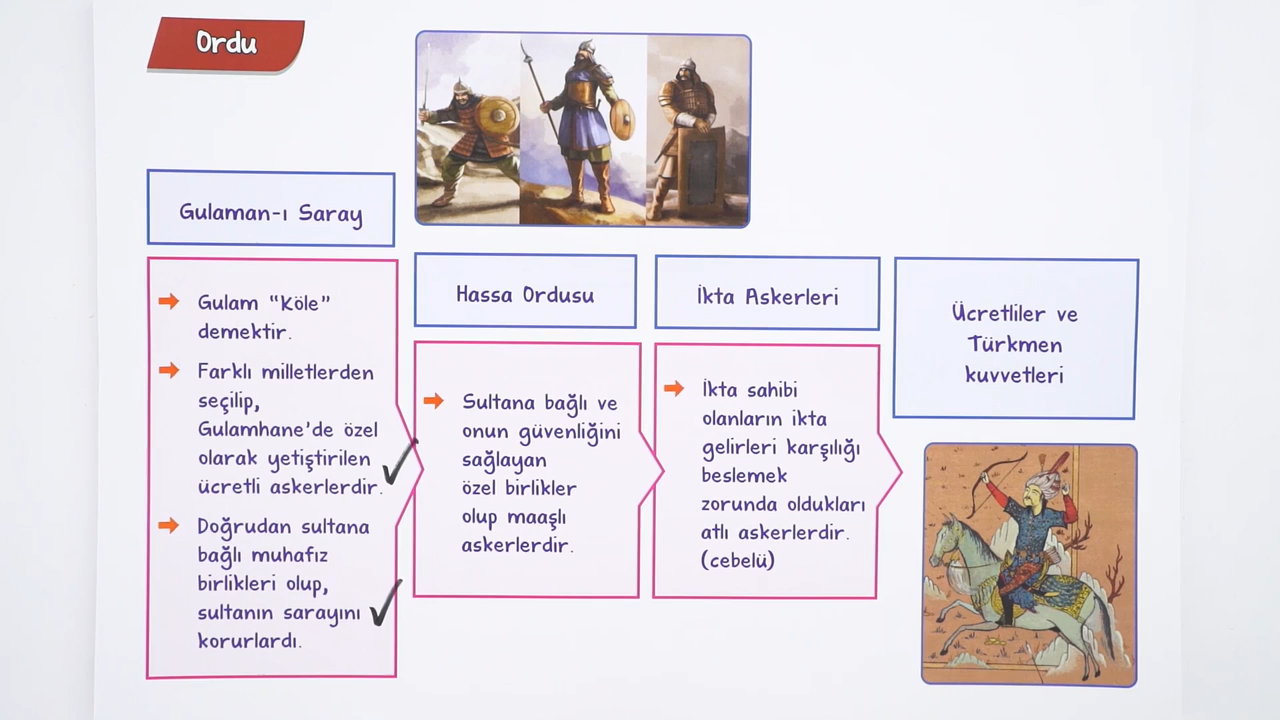 Ordu
Gulaman-ı Saray
Gulam “Köle”
demektir.
Farklı milletlerden
seçilip,
Gulamhane’de özel
olarak yetiştirilen
ücretli askerlerdir.
Doğrudan sultana
bağlı muhafız
birlikleri olup,
sultanın sarayını
korurlardı.
Hassa Ordusu
Sultana bağlı ve
onun güvenliğini
sağlayan
özel birlikler
olup maaşlı
askerlerdir.
İkta Askerleri
İkta sahibi
olanların ikta
gelirleri karşılığı
beslemek
zorunda oldukları
atlı askerlerdir.
(cebelü)
Ücretliler ve
Türkmen
kuvvetleri